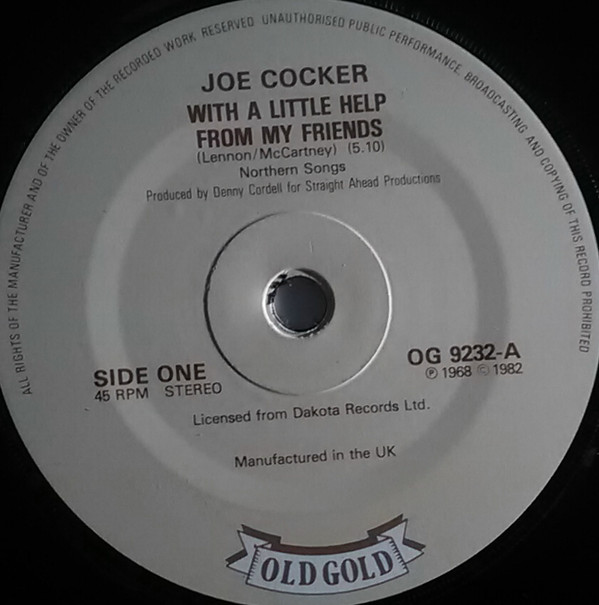 ALL RIGHTS OF THE MANUFACTURER AND OF THE OWNER OF THE RECORDED WORK RESERVED UNAUTHORISED PUBLIC PERFORMANCE, BROADCASTING AND COPYING OF THIS RECORD PROHIBITED
JOE COCKER
WITH A LITTLE HELP
FROM MY FRIENDS
(Lennon/McCartney) (5.10)
Northern Songs
Produced by Denny Cordell for Straight Ahead Productions
SIDE ONE
45 RPM STEREO
OG 9232-A
℗ 1968 © 1982
Licensed from Dakota Records Ltd.
Manufactured in the UK
OLD GOLD